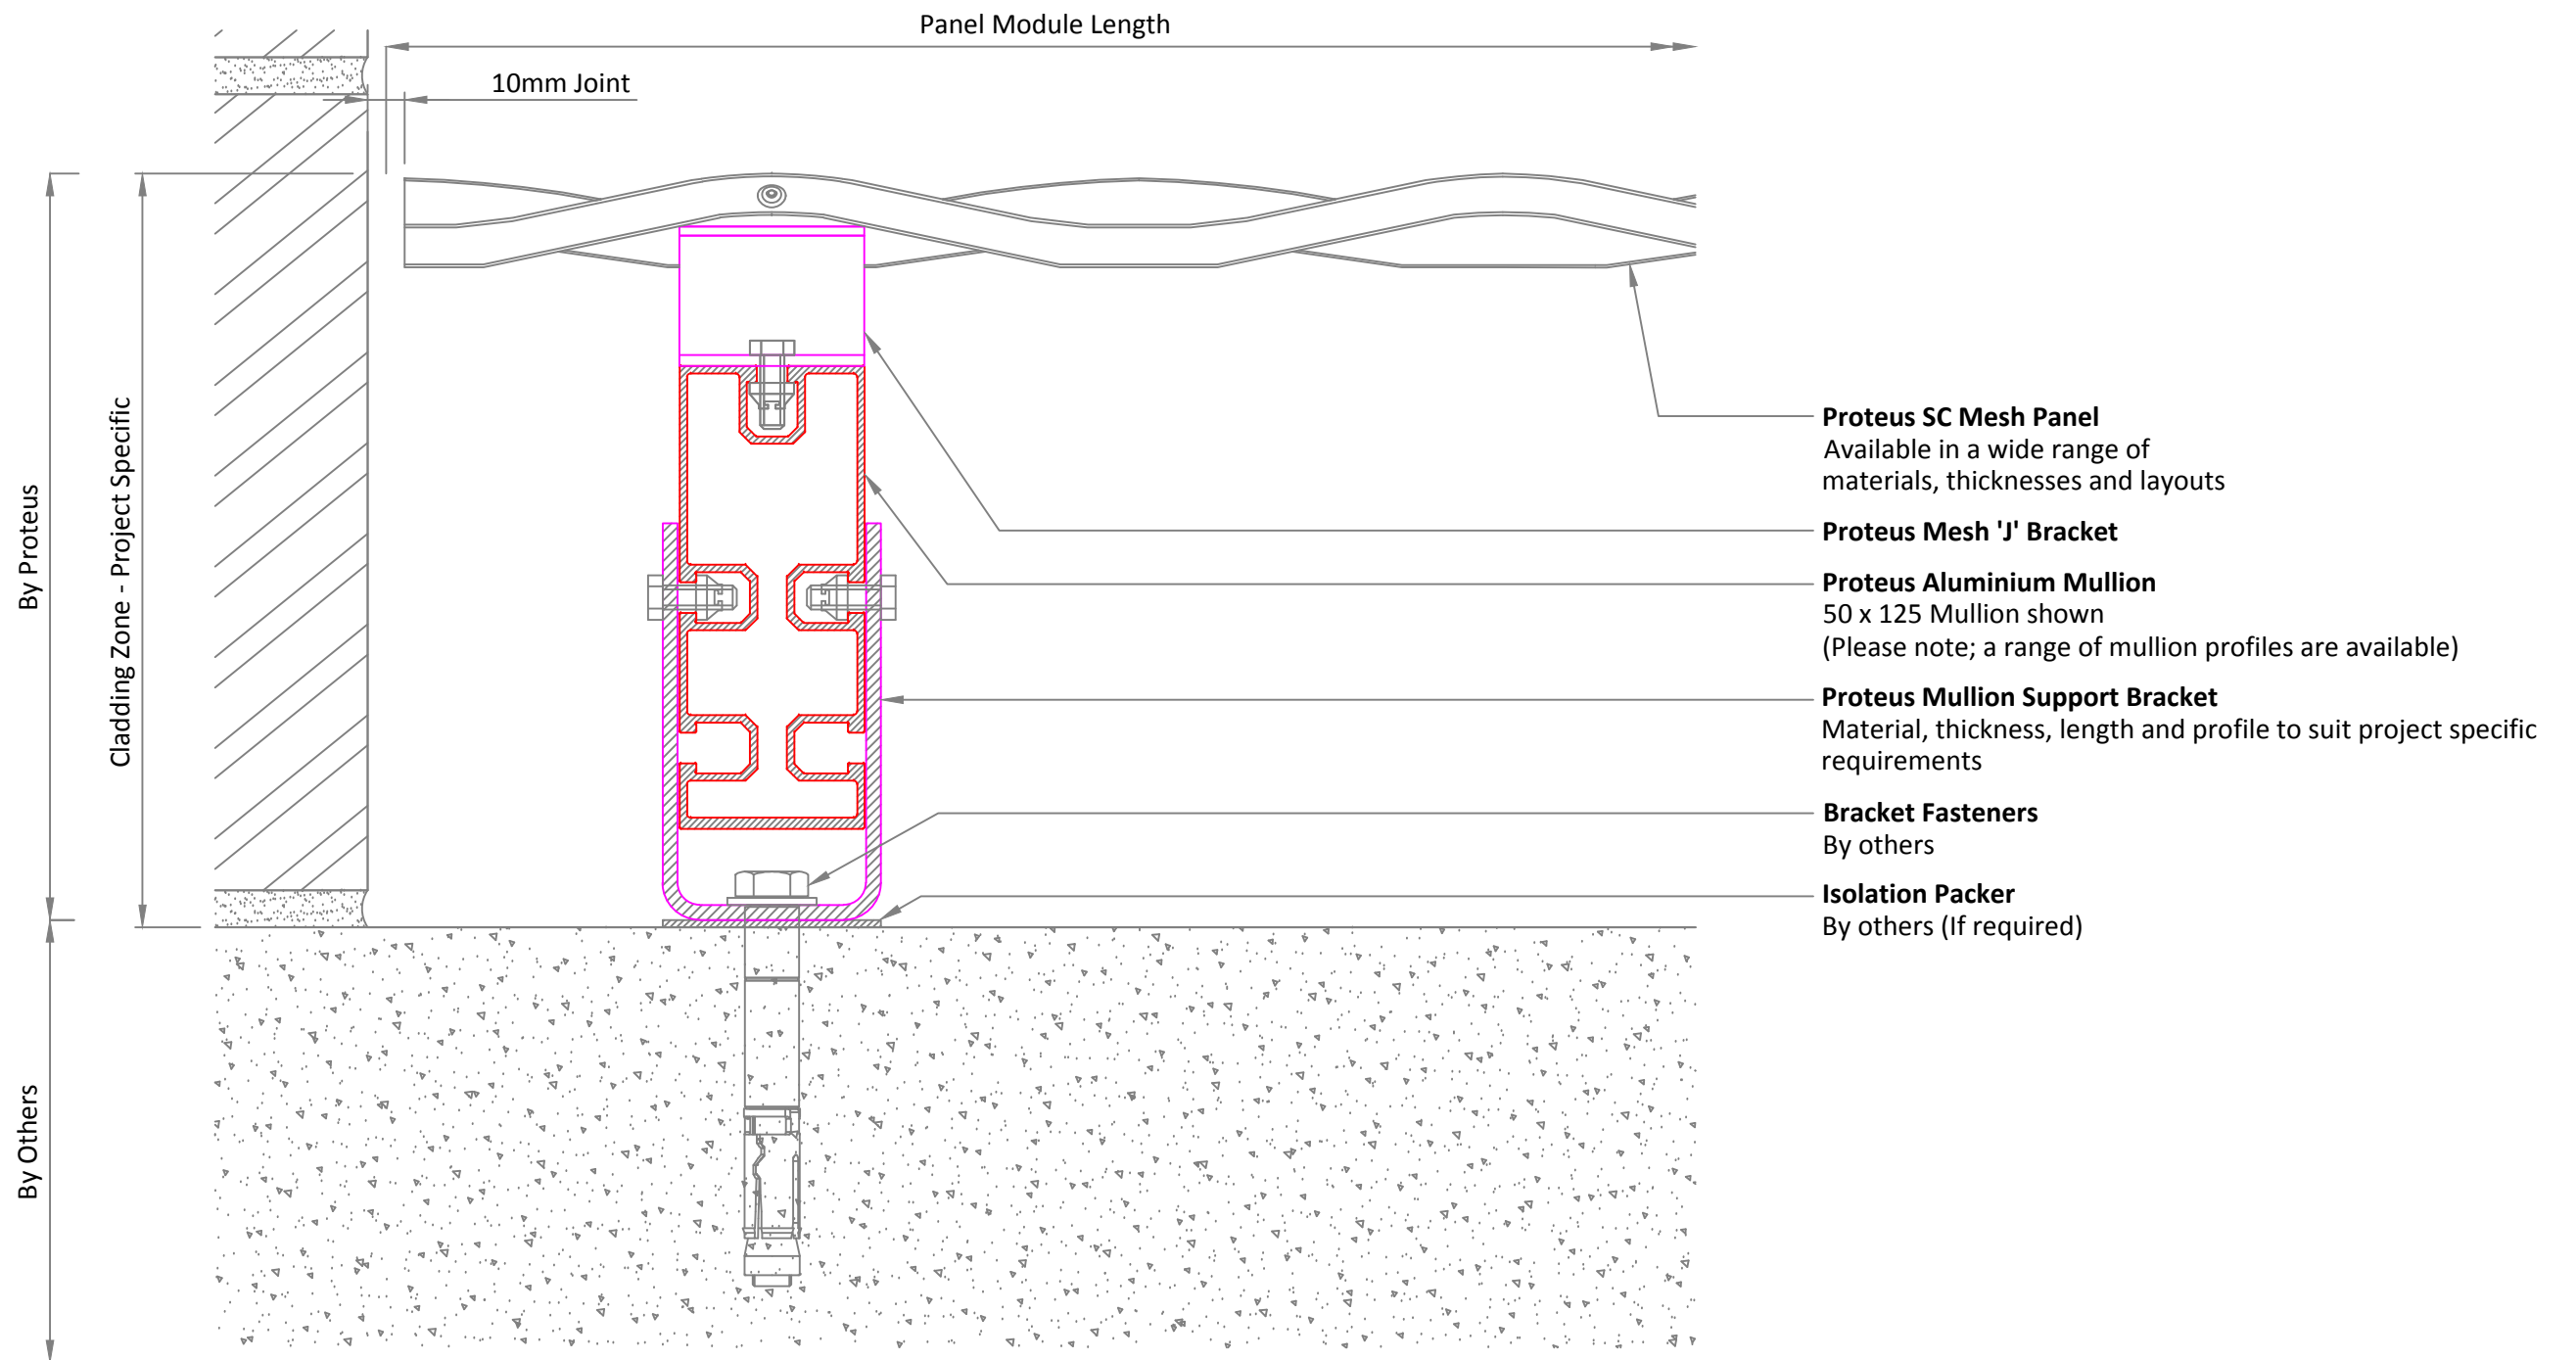 Panel Module Length
10mm Joint
By Proteus
Cladding Zone - Project Specific
By Others
Proteus SC Mesh Panel
Available in a wide range of
materials, thicknesses and layouts
Proteus Mesh 'J' Bracket
Proteus Aluminium Mullion
50 x 125 Mullion shown
(Please note; a range of mullion profiles are available)
Proteus Mullion Support Bracket
Material, thickness, length and profile to suit project specific
requirements
Bracket Fasteners
By others
Isolation Packer
By others (If required)